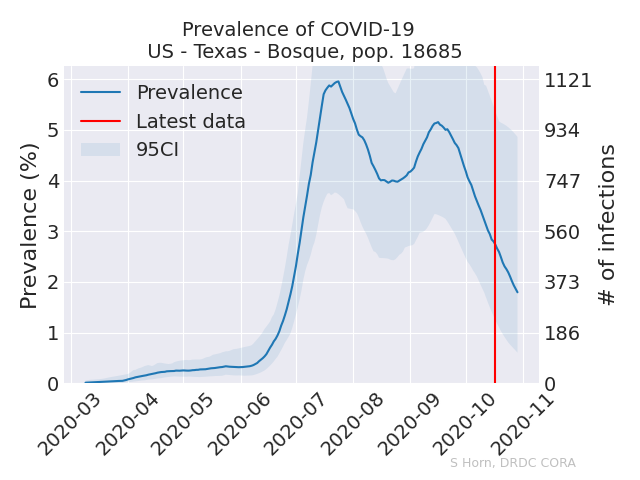 Prevalence of COVID-19
US - Texas - Bosque, pop. 18685
Prevalence
Latest data
95CI
Prevalence (%)
6
5
4
3
2
1
0
1121
934
747
560
373
186
0
# of infections
2020-03
2020-04
2020-05
2020-06
2020-07
2020-08
2020-09
2020-10
2020-11
S Horn, DRDC CORA